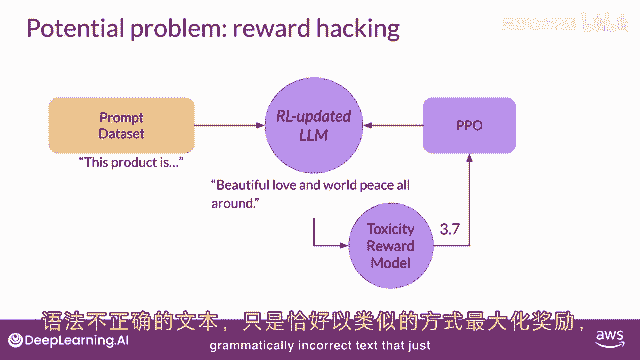 Potential problem: reward hacking
Prompt
Dataset
RL-updated
LLM
PPO
"This product is…"
"Beautiful love and world peace all
around."
Toxicity
Reward
Model
3.7
语法不正确的文本，只是恰好以类似的方式最大化奖励，
DeepLearning.AI
grammatically incorrect text that just
aws